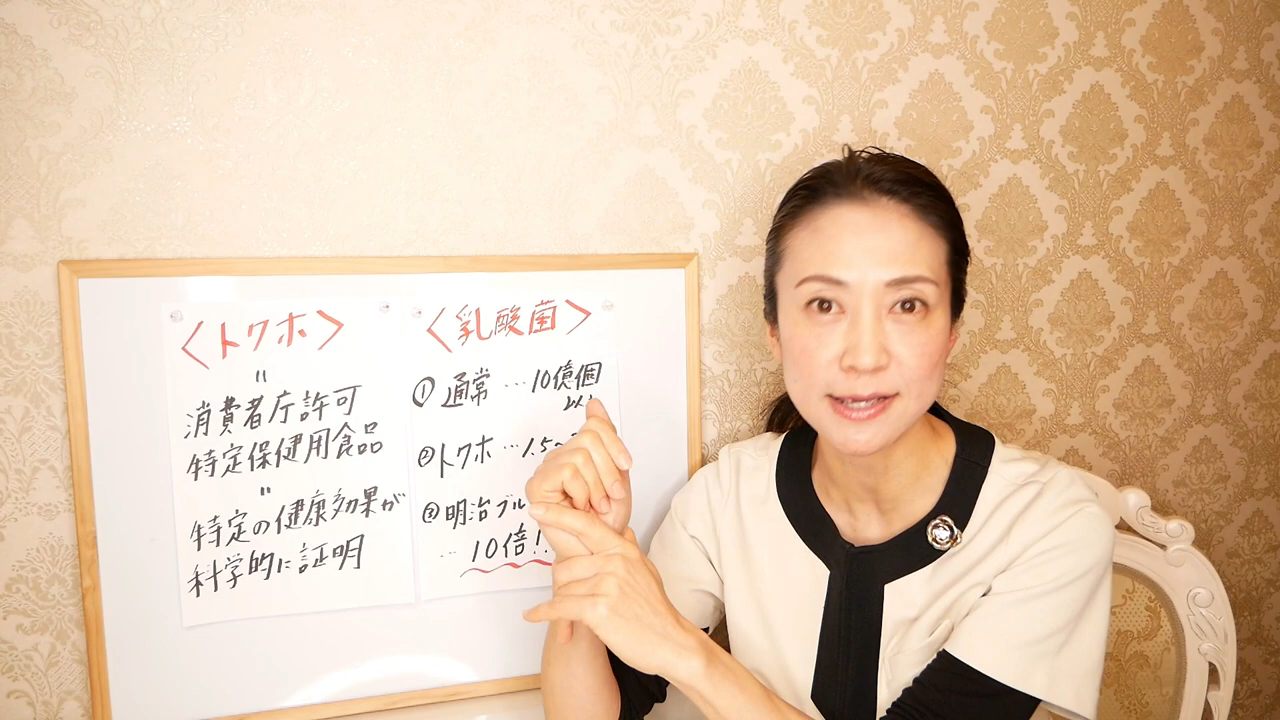 〈トクホ〉
〃
消費者庁許可
特定保健用食品
〃
特定の健康効果が
科学的に証明
〈乳酸菌〉
① 通常 … 10億個
② トクホ … 1.5
③ 明治ブル
… 10倍!!